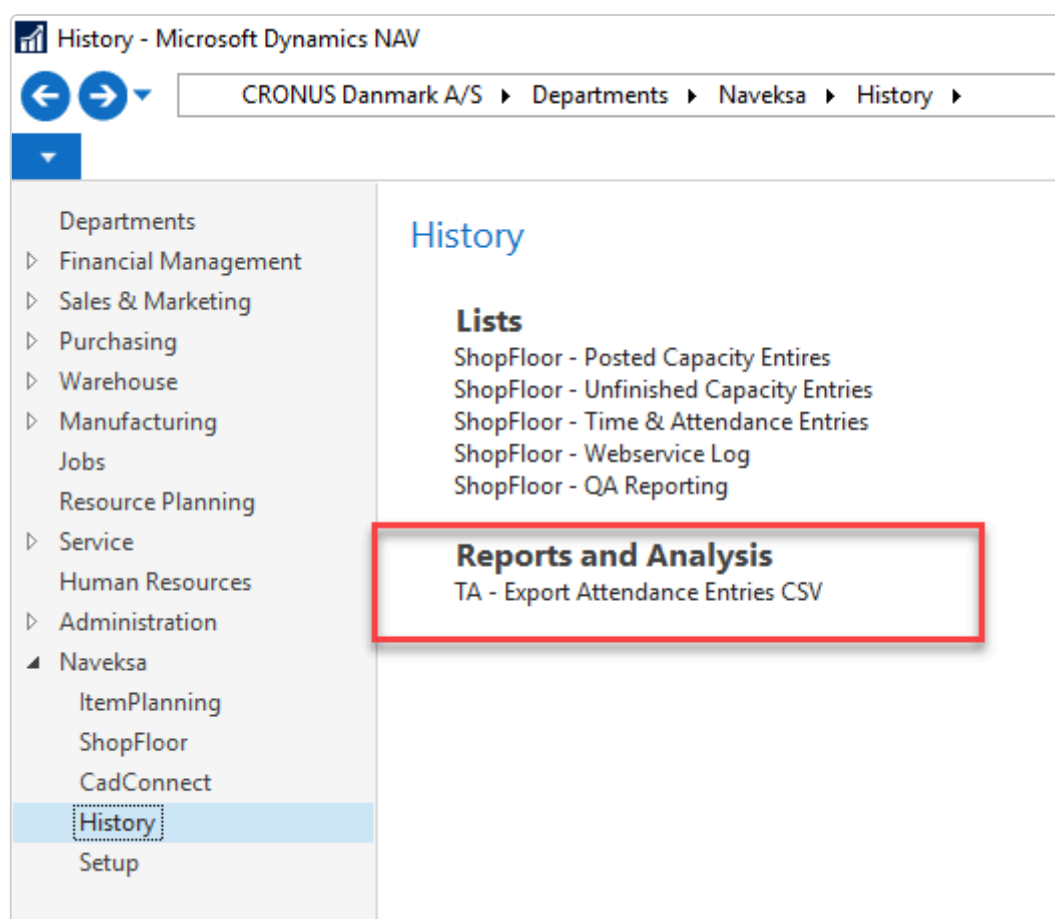 History - Microsoft Dynamics NAV
CRONUS Danmark A/S Departments Naveksa History
Departments
Financial Management
Sales & Marketing
Purchasing
Warehouse
Manufacturing
Jobs
Resource Planning
Service
Human Resources
Administration
Naveksa
ItemPlanning
ShopFloor
CadConnect
History
Setup
History
Lists
ShopFloor - Posted Capacity Entires
ShopFloor - Unfinished Capacity Entries
ShopFloor - Time & Attendance Entries
ShopFloor - Webservice Log
ShopFloor - QA Reporting
Reports and Analysis
TA - Export Attendance Entries CSV